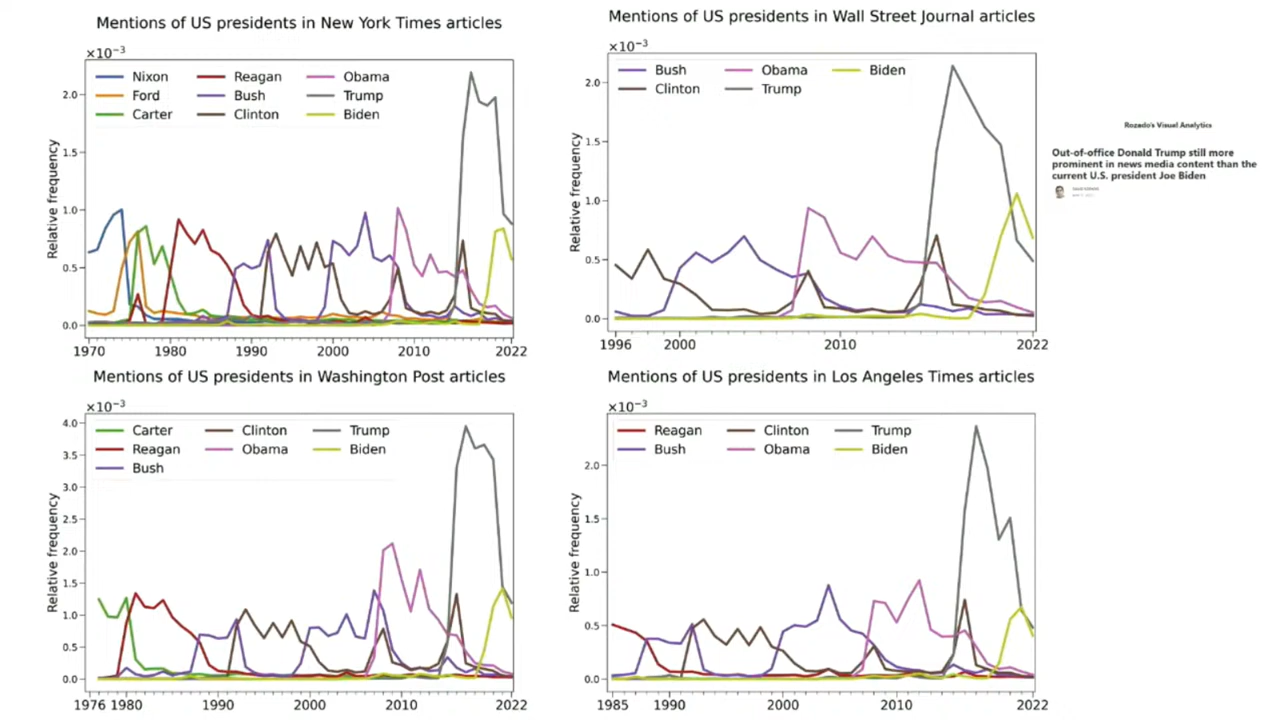 Mentions of US presidents in New York Times articles
×10⁻³
Nixon Reagan Obama
Ford Bush Trump
Carter Clinton Biden
Relative frequency
2.0
1.5
1.0
0.5
0.0
1970 1980 1990 2000 2010 2022
Mentions of US presidents in Wall Street Journal articles
×10⁻³
Bush Obama Biden
Clinton Trump
Relative frequency
2.0
1.5
1.0
0.5
0.0
1996 2000 2010 2022
Rozado's Visual Analytics
Out-of-office Donald Trump still more
prominent in news media content than the
current U.S. president Joe Biden
Mentions of US presidents in Washington Post articles
×10⁻³
Carter Clinton Trump
Reagan Obama Biden
Bush
Relative frequency
4.0
3.5
3.0
2.5
2.0
1.5
1.0
0.5
0.0
1976 1980 1990 2000 2010 2022
Mentions of US presidents in Los Angeles Times articles
×10⁻³
Reagan Clinton Trump
Bush Obama Biden
Relative frequency
2.0
1.5
1.0
0.5
0.0
1985 1990 2000 2010 2022